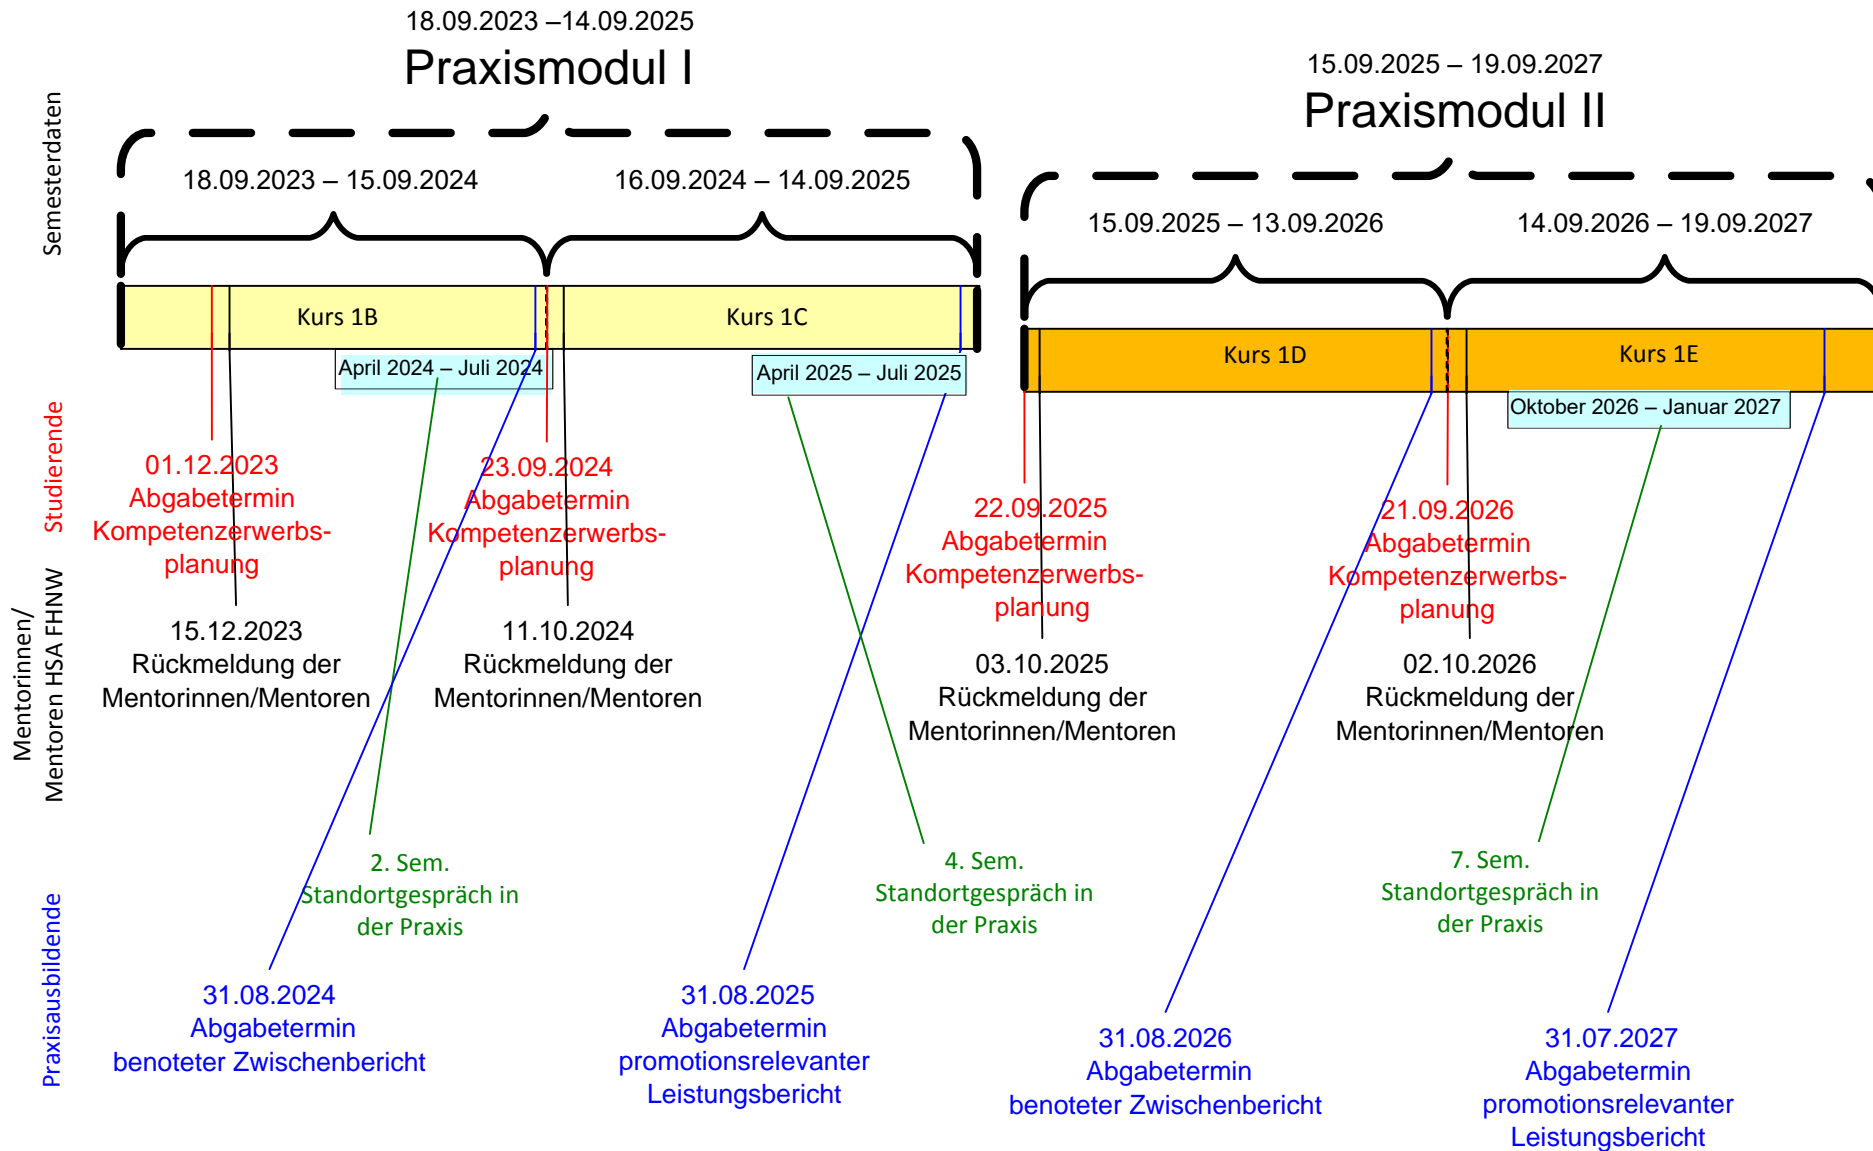 18.09.2023 –14.09.2025
Praxismodul I
15.09.2025 – 19.09.2027
Praxismodul II
Semesterdaten
18.09.2023 – 15.09.2024
16.09.2024 – 14.09.2025
15.09.2025 – 13.09.2026
14.09.2026 – 19.09.2027
Kurs 1B
Kurs 1C
Kurs 1D
Kurs 1E
April 2024 – Juli 2024
April 2025 – Juli 2025
Oktober 2026 – Januar 2027
Studierende
01.12.2023
Abgabetermin
Kompetenzerwerbs-
planung
23.09.2024
Abgabetermin
Kompetenzerwerbs-
planung
22.09.2025
Abgabetermin
Kompetenzerwerbs-
planung
21.09.2026
Abgabetermin
Kompetenzerwerbs-
planung
Mentorinnen/
Mentoren HSA FHNW
15.12.2023
Rückmeldung der
Mentorinnen/Mentoren
11.10.2024
Rückmeldung der
Mentorinnen/Mentoren
03.10.2025
Rückmeldung der
Mentorinnen/Mentoren
02.10.2026
Rückmeldung der
Mentorinnen/Mentoren
2. Sem.
Standortgespräch in
der Praxis
4. Sem.
Standortgespräch in
der Praxis
7. Sem.
Standortgespräch in
der Praxis
Praxisausbildende
31.08.2024
Abgabetermin
benoteter Zwischenbericht
31.08.2025
Abgabetermin
promotionsrelevanter
Leistungsbericht
31.08.2026
Abgabetermin
benoteter Zwischenbericht
31.07.2027
Abgabetermin
promotionsrelevanter
Leistungsbericht